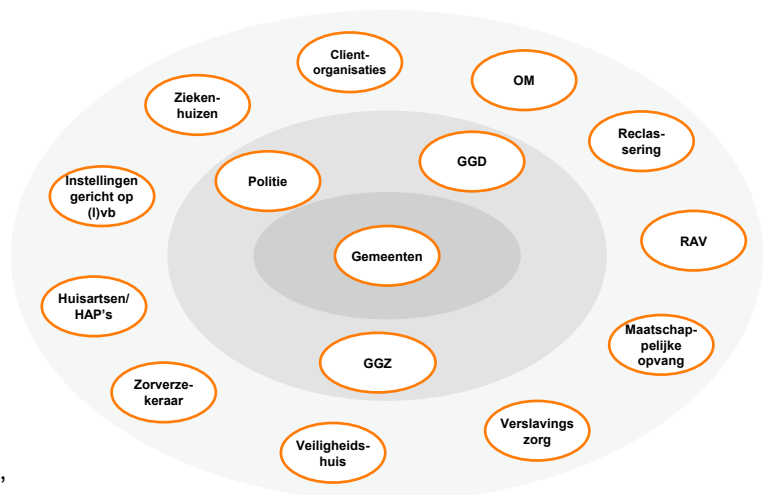 Client-
organisaties
OM
Zieken-
huizen
Reclas-
sering
GGD
Politie
Instellingen
gericht op
(l)vb
RAV
Gemeenten
Huisartsen/
HAP's
Maatschap-
pelijke
opvang
GGZ
Zorverze-
keraar
Verslavings
zorg
Veiligheids-
huis
,